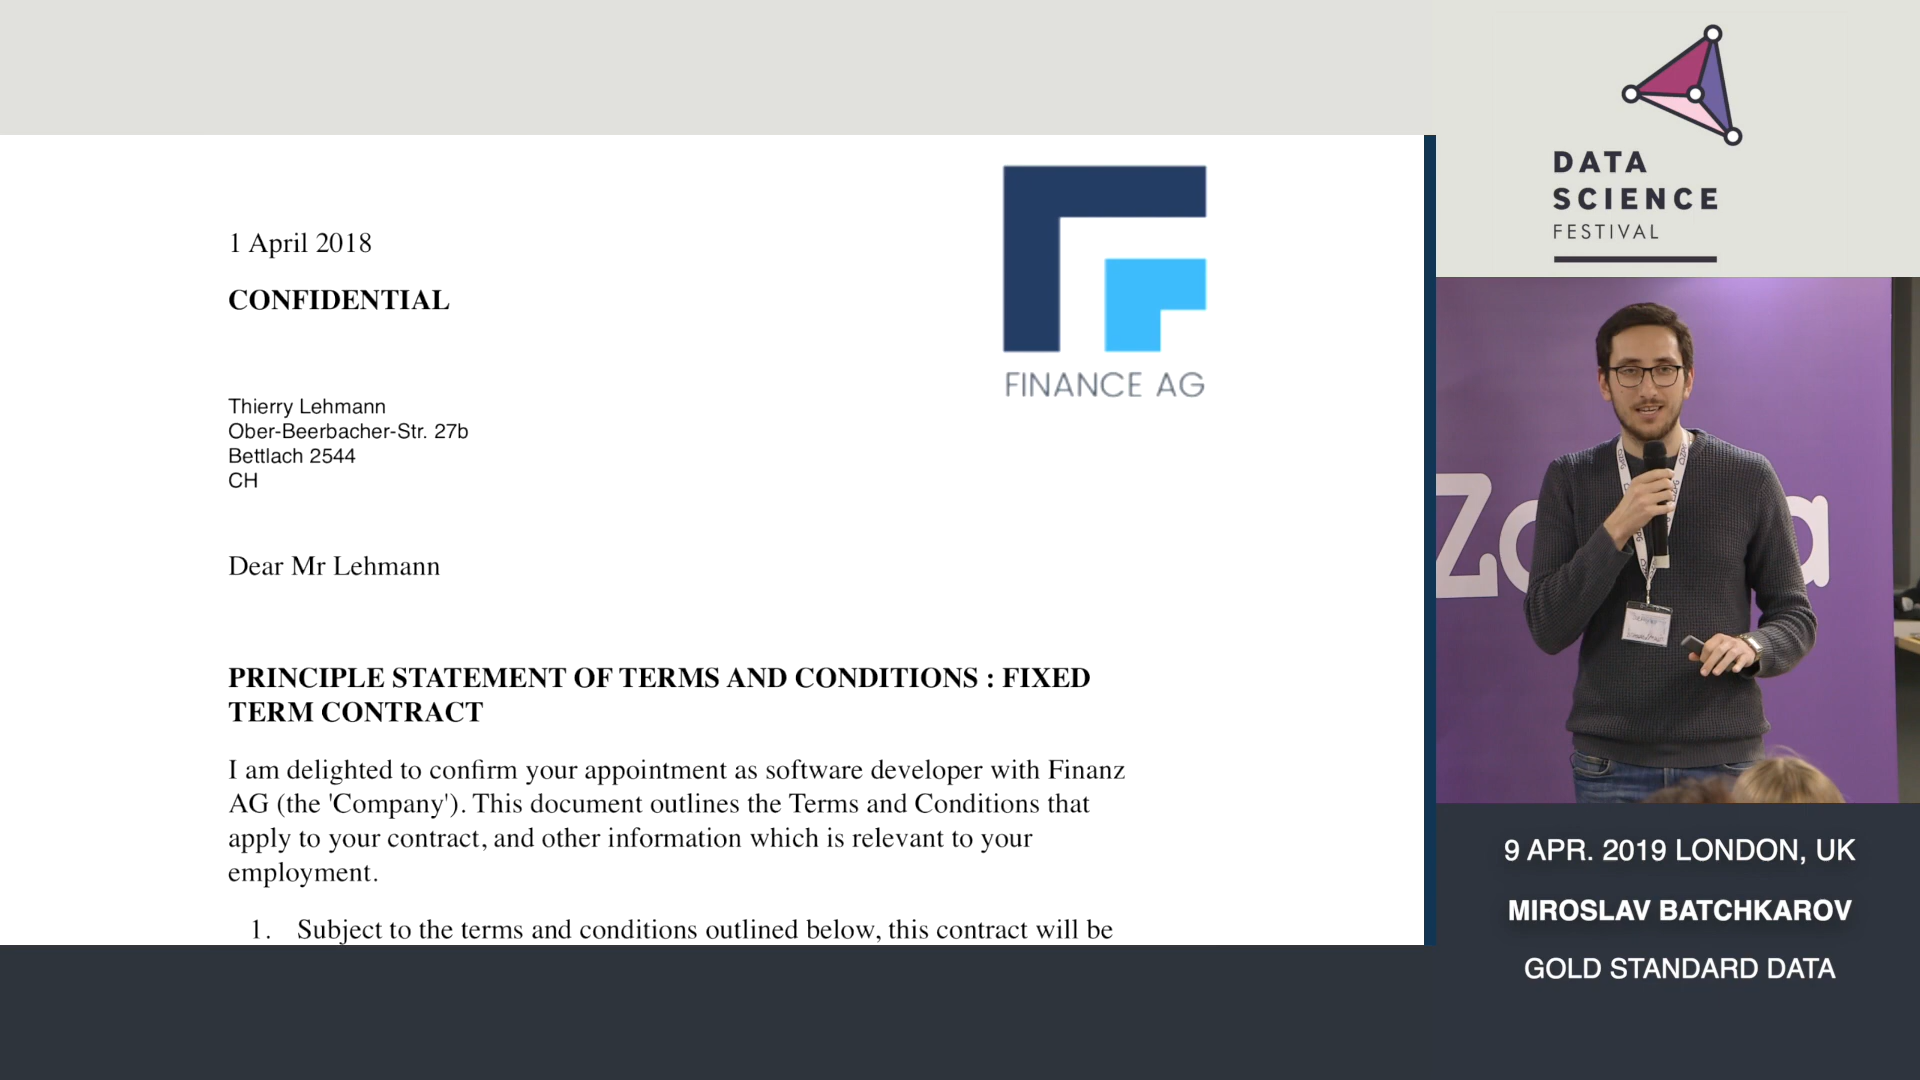 1 April 2018
CONFIDENTIAL
FINANCE AG
Thierry Lehmann
Ober-Beerbacher-Str. 27b
Bettlach 2544
CH
Dear Mr Lehmann
PRINCIPLE STATEMENT OF TERMS AND CONDITIONS : FIXED
TERM CONTRACT
I am delighted to confirm your appointment as software developer with Finanz
AG (the 'Company'). This document outlines the Terms and Conditions that
apply to your contract, and other information which is relevant to your
employment.
1. Subject to the terms and conditions outlined below, this contract will be
DATA
SCIENCE
FESTIVAL
9 APR. 2019 LONDON, UK
MIROSLAV BATCHKAROV
GOLD STANDARD DATA